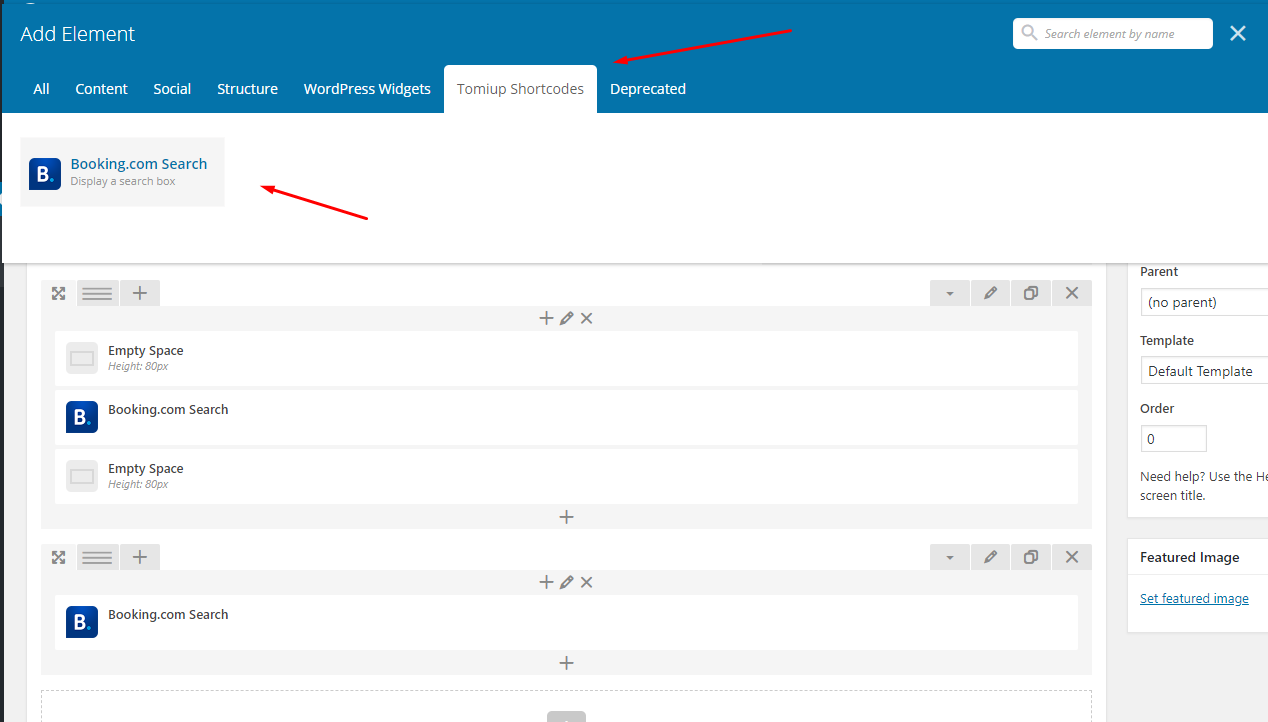 Add Element
Search element by name
All Content Social Structure WordPress Widgets Tomiup Shortcodes Deprecated
B. Booking.com Search
Display a search box
Empty Space
Height: 80px
B. Booking.com Search
Empty Space
Height: 80px
B. Booking.com Search
Parent
(no parent)
Template
Default Template
Order
0
Need help? Use the He
screen title.
Featured Image
Set featured image